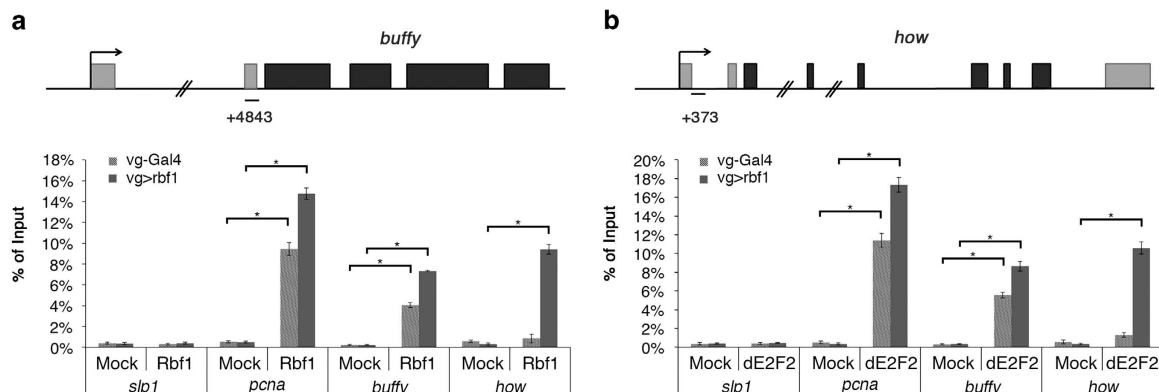 a
buffy
+4843
18%
16%
14%
12%
10%
8%
6%
4%
2%
0%
% of Input
vg-Gal4
vg>rbf1
*
*
*
*
*
Mock Rbf1 Mock Rbf1 Mock Rbf1 Mock Rbf1
slp1 pcna buffy how
b
how
+373
20%
18%
16%
14%
12%
10%
8%
6%
4%
2%
0%
% of Input
vg-Gal4
vg>rbf1
*
*
*
*
*
Mock dE2F2 Mock dE2F2 Mock dE2F2 Mock dE2F2
slp1 pcna buffy how